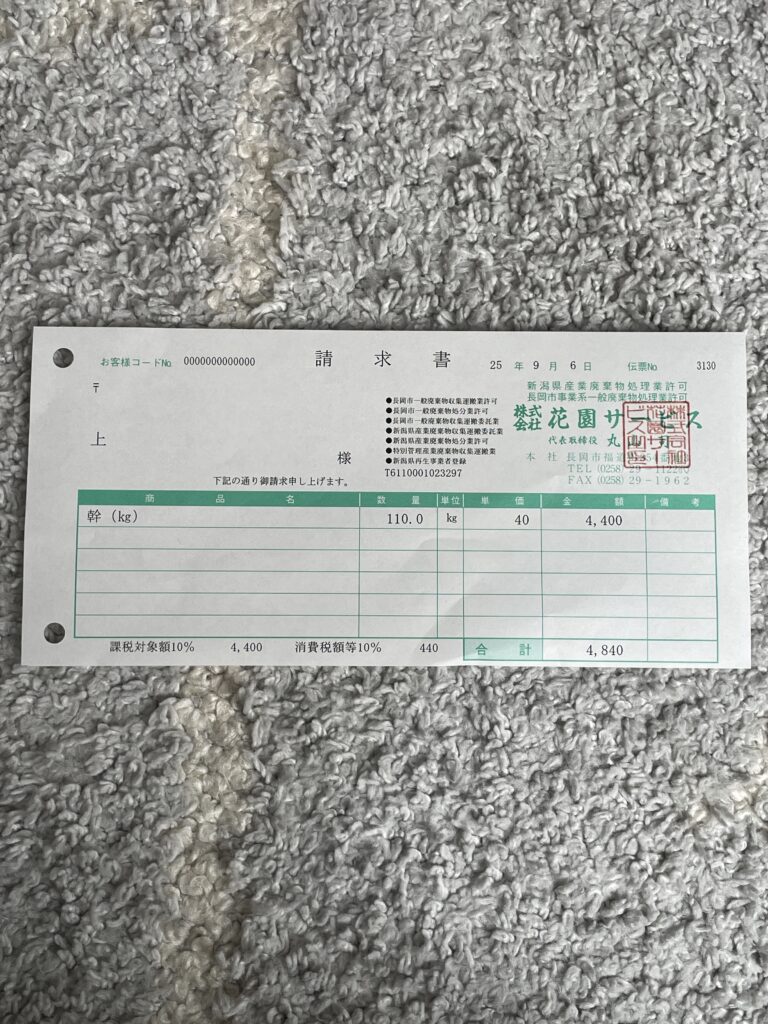 お客様コードNo. 0000000000000 請求書 25 年 9 月 6 日 伝票No. 3130
〒
上 様
下記の通り御請求申し上げます。
●長岡市一般廃棄物収集運搬業許可
●長岡市一般廃棄物処分業許可
●長岡市一般廃棄物収集運搬委託業
●新潟県産業廃棄物収集運搬委託業
●新潟県産業廃棄物処分業許可
●特別管理産業廃棄物収集運搬業
●新潟県再生事業者登録
T6110001023297
新潟県産業廃棄物処理業許可
長岡市事業系一般廃棄物処理業許可
株式会社 花園サービス
代表取締役 丸山
本社 長岡市福道町
TEL (0258) 29-1122
FAX (0258) 29-1962
商品名 数量 単位 単価 金額 備考
幹 (kg) 110.0 kg 40 4,400
課税対象額10% 4,400 消費税額等10% 440 合計 4,840